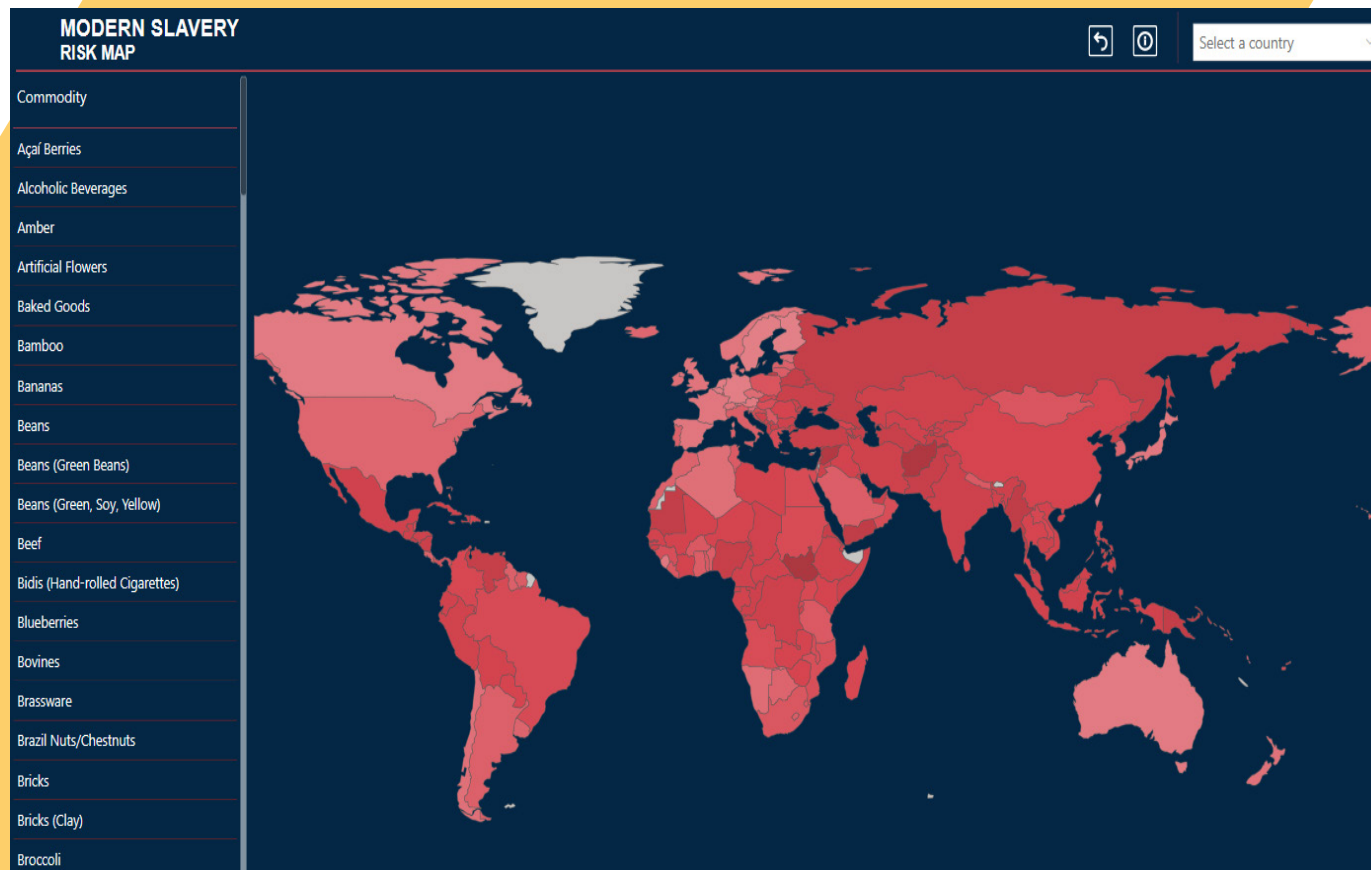 MODERN SLAVERY
RISK MAP
Select a country
Commodity
Açaí Berries
Alcoholic Beverages
Amber
Artificial Flowers
Baked Goods
Bamboo
Bananas
Beans
Beans (Green Beans)
Beans (Green, Soy, Yellow)
Beef
Bidis (Hand-rolled Cigarettes)
Blueberries
Bovines
Brassware
Brazil Nuts/Chestnuts
Bricks
Bricks (Clay)
Broccoli